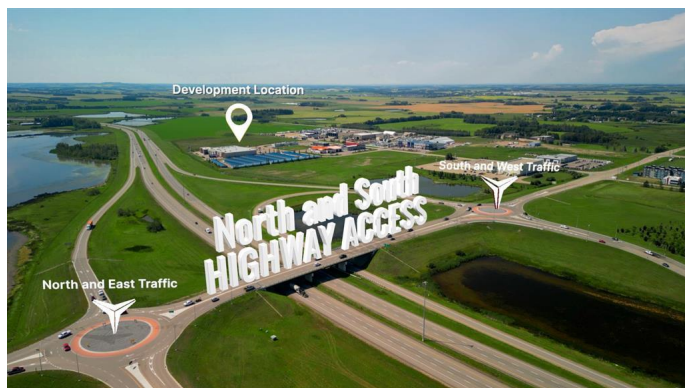 Development Location
South and West Traffic
North and South
HIGHWAY ACCESS
North and East Traffic